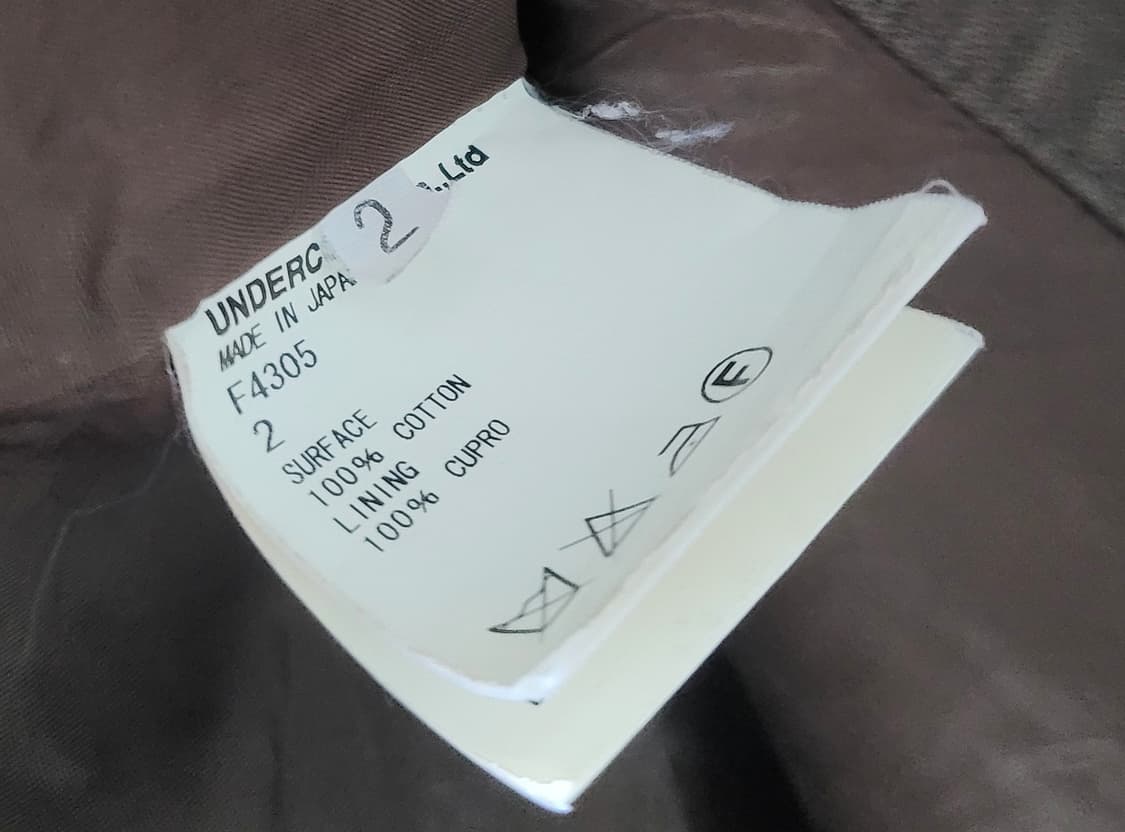 UNDERC 2 .,Ltd
MADE IN JAPA
F4305
2
SURFACE
100% COTTON
LINING
100% CUPRO
F